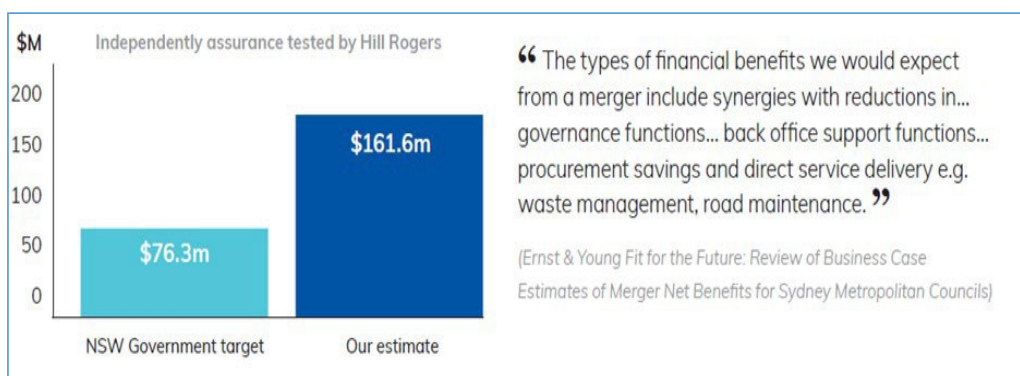 $M
Independently assurance tested by Hill Rogers
200
150
100
50
0
$76.3m
$161.6m
NSW Government target
Our estimate
“ The types of financial benefits we would expect
from a merger include synergies with reductions in...
governance functions... back office support functions...
procurement savings and direct service delivery e.g.
waste management, road maintenance. ”
(Ernst & Young Fit for the Future: Review of Business Case
Estimates of Merger Net Benefits for Sydney Metropolitan Councils)